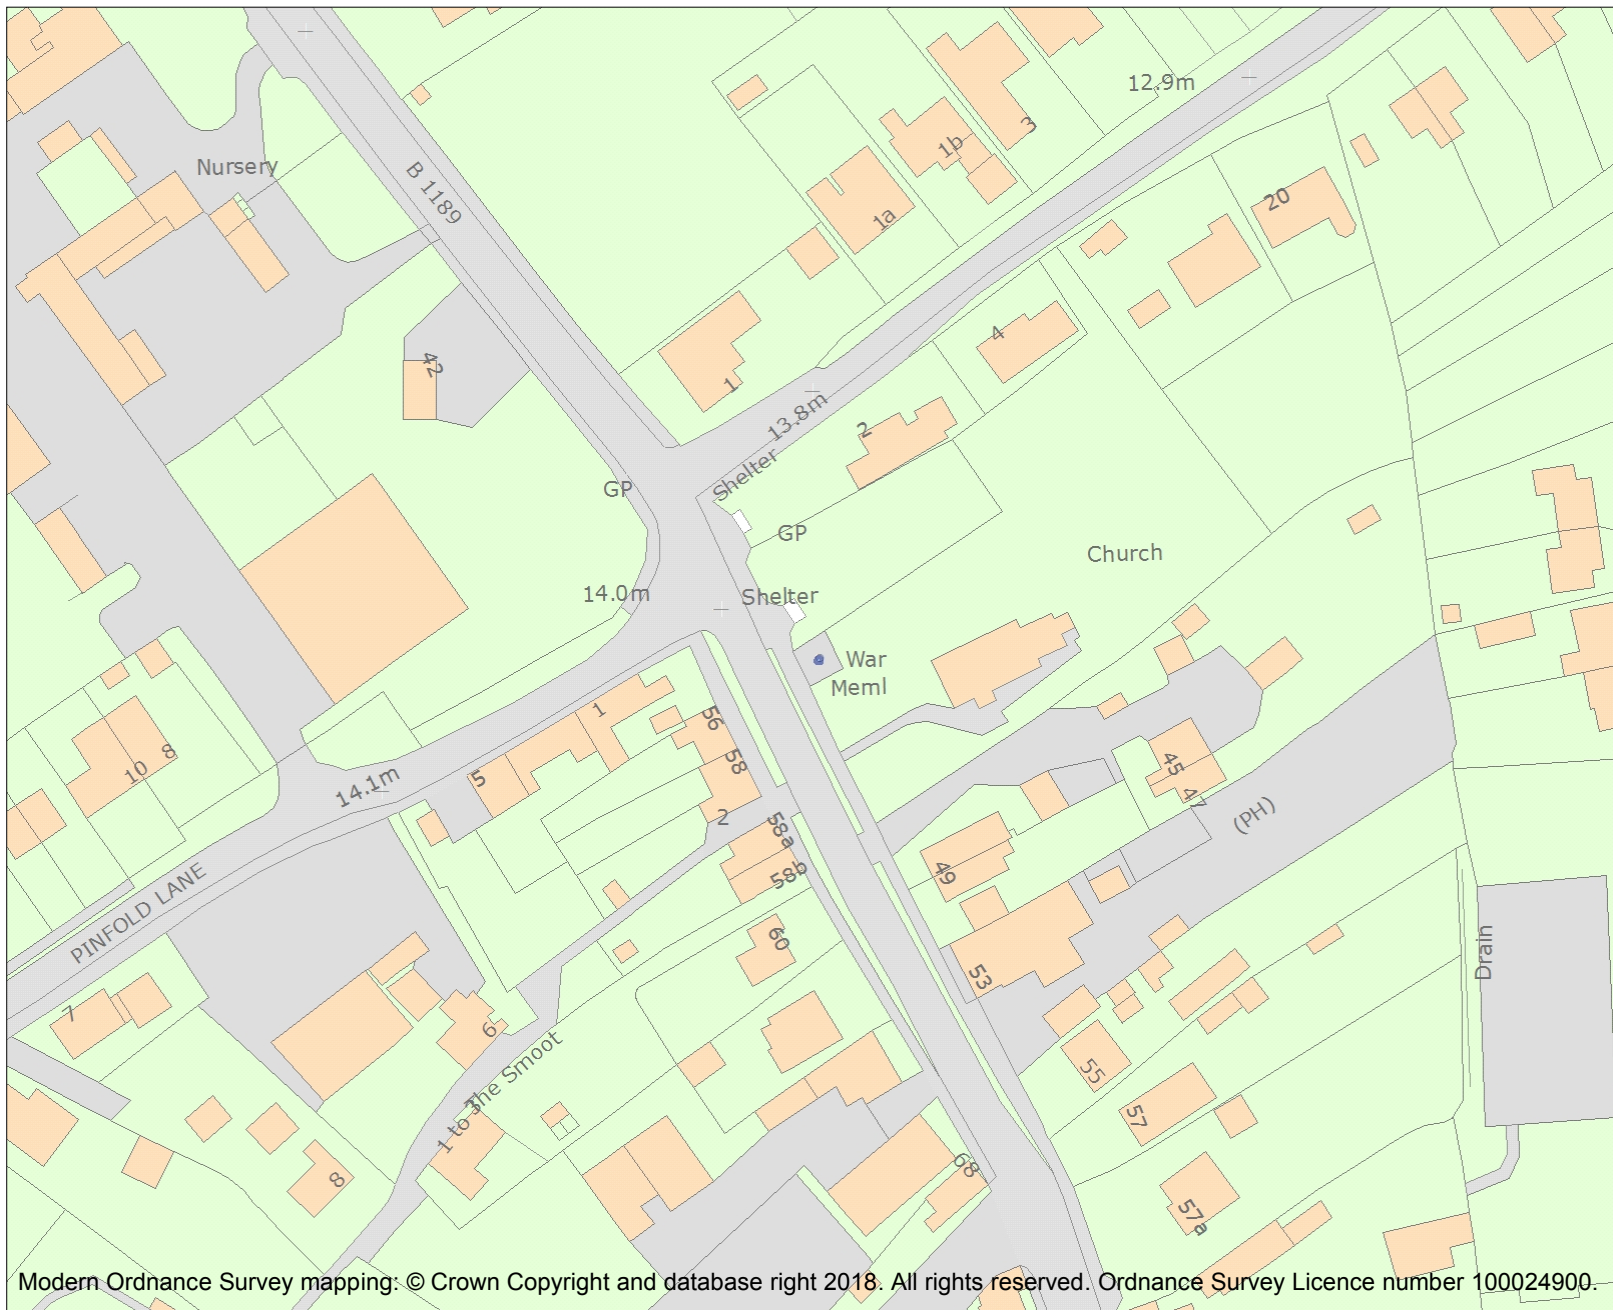 12.9m
3
1b
Nursery
B 1189
1a
20
4
42
1
13.8m
2
Shelter
GP
GP
Church
14.0m
Shelter
War
Meml
1
56
8
10
58
5
45
14.1m
47
(PH)
2
58a
49
58b
PINFOLD LANE
60
Drain
53
7
6
55
1 to 3 The Smoot
57
68
8
57a
Modern Ordnance Survey mapping: © Crown Copyright and database right 2018. All rights reserved. Ordnance Survey Licence number 100024900.